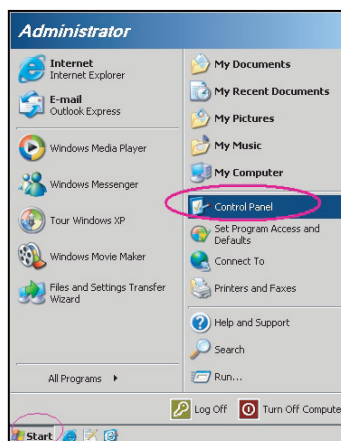 Administrator
Internet
Internet Explorer
E-mail
Outlook Express
Windows Media Player
Windows Messenger
Tour Windows XP
Windows Movie Maker
Files and Settings Transfer
Wizard
All Programs
My Documents
My Recent Documents
My Pictures
My Music
My Computer
Control Panel
Set Program Access and
Defaults
Connect To
Printers and Faxes
Help and Support
Search
Run...
Log Off
Turn Off Compute
Start